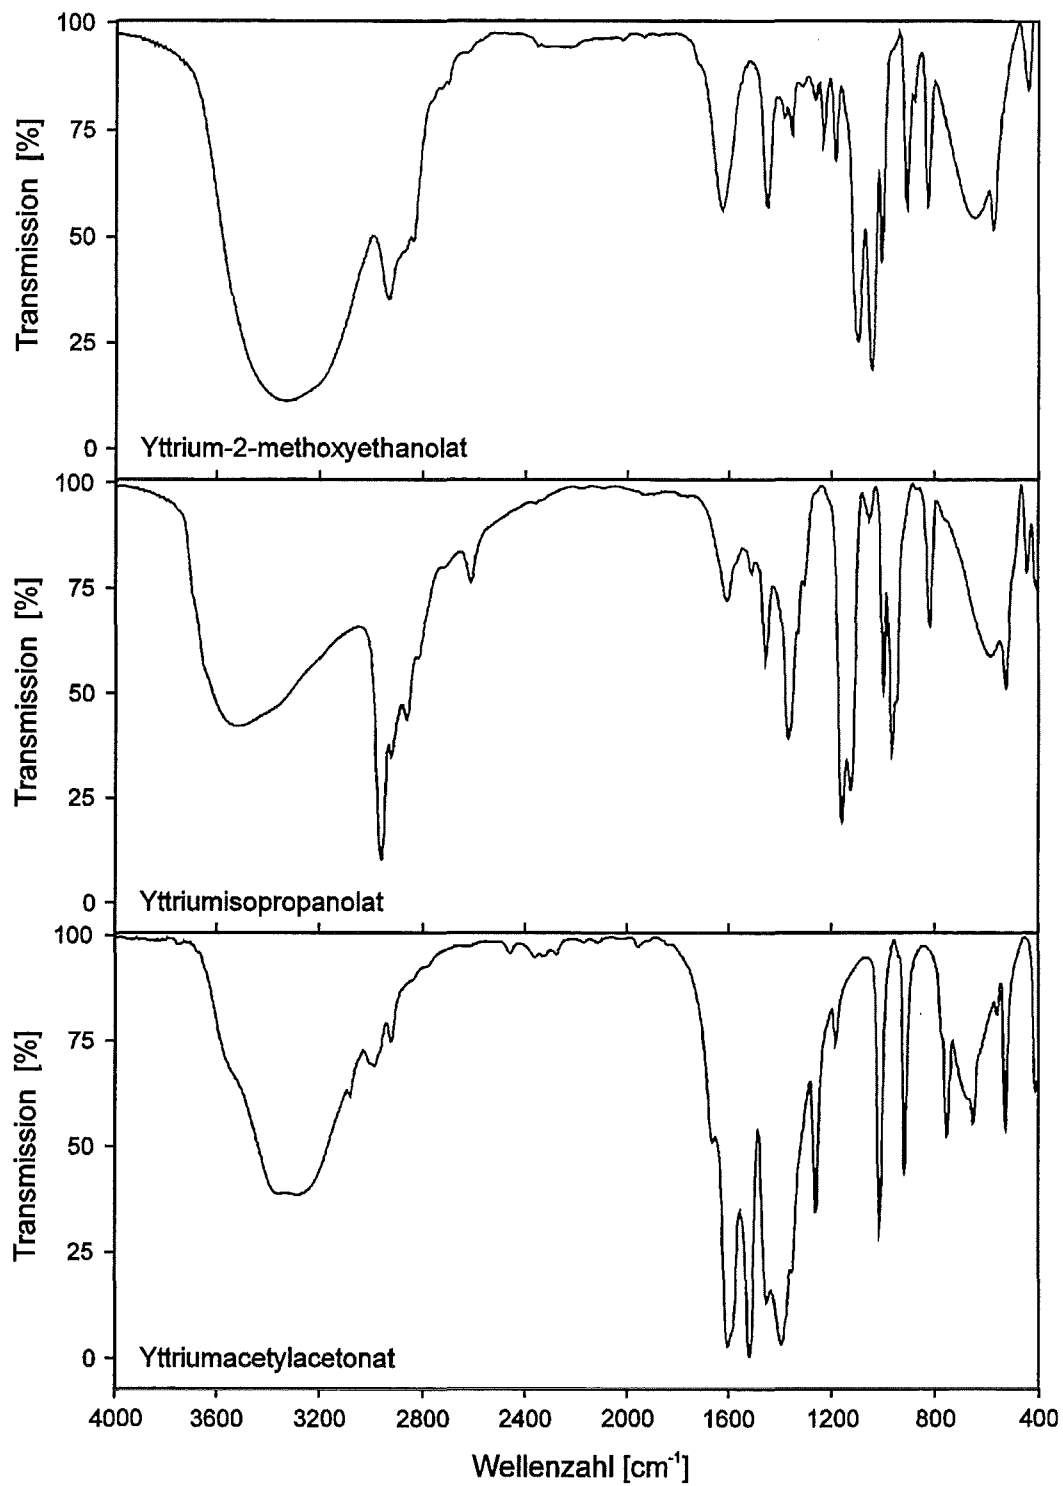 100
75
50
25
0
Transmission [%]
Yttrium-2-methoxyethanolat
100
75
50
25
0
Transmission [%]
Yttriumisopropanolat
100
75
50
25
0
Transmission [%]
Yttriumacetylacetonat
4000 3600 3200 2800 2400 2000 1600 1200 800 400
Wellenzahl [cm⁻¹]